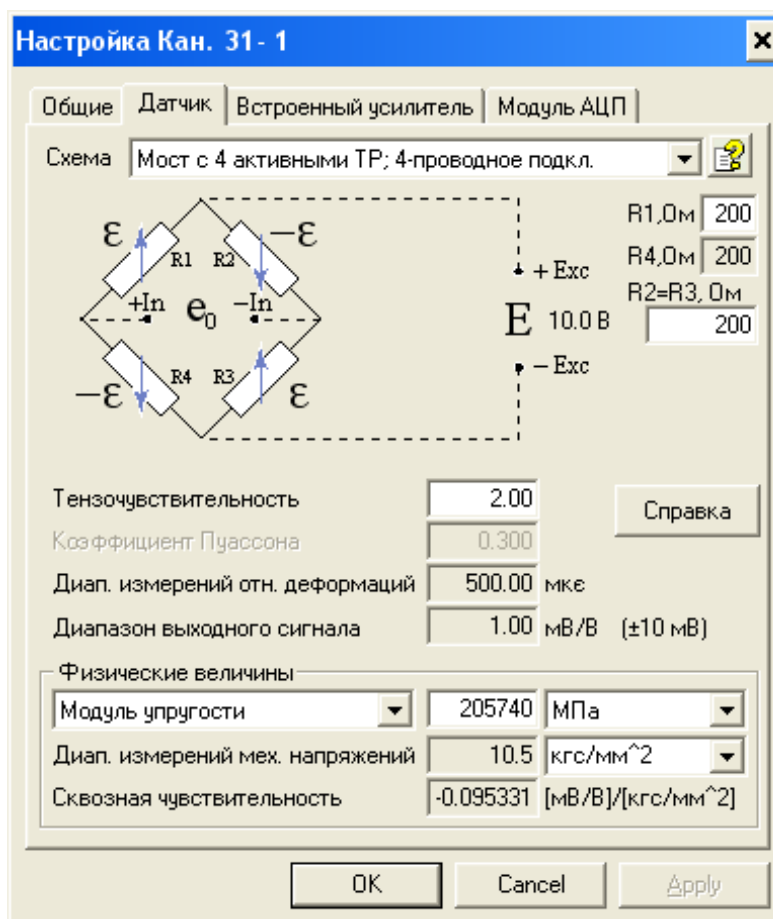 Настройка Кан. 31- 1
Общие Датчик Встроенный усилитель Модуль АЦП
Схема Мост с 4 активными ТР; 4-проводное подкл.
R1,Ом 200
R4,Ом 200
R2=R3, Ом
200
ε −ε
R1 R2
+In e0 −In
R4 R3
−ε ε
+ Exc
E 10.0 В
− Exc
Тензочувствительность 2.00
Справка
Коэффициент Пуассона 0.300
Диап. измерений отн. деформаций 500.00 мкє
Диапазон выходного сигнала 1.00 мВ/В (±10 мВ)
Физические величины
Модуль упругости 205740 МПа
Диап. измерений мех. напряжений 10.5 кгс/мм^2
Сквозная чувствительность -0.095331 [мВ/В]/[кгс/мм^2]
OK Cancel Apply